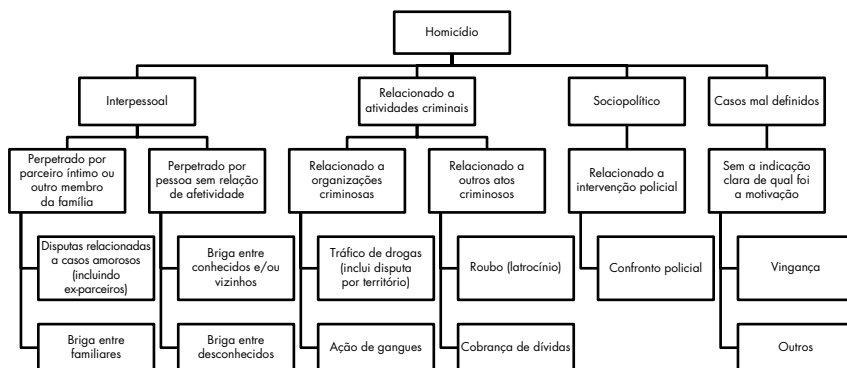 Homicídio
Interpessoal
Relacionado a
atividades criminais
Sociopolítico
Casos mal definidos
Perpetrado por
parceiro íntimo ou
outro membro
da família
Perpetrado por
pessoa sem relação
de afetividade
Relacionado a
organizações
criminosas
Relacionado a
outros atos
criminosos
Relacionado a
intervenção policial
Sem a indicação
clara de qual foi
a motivação
Disputas relacionadas
a casos amorosos
(incluindo
ex-parceiros)
Briga entre
conhecidos e/ou
vizinhos
Tráfico de drogas
(inclui disputa
por território)
Roubo (latrocínio)
Confronto policial
Vingança
Briga entre
familiares
Briga entre
desconhecidos
Ação de gangues
Cobrança de dívidas
Outros